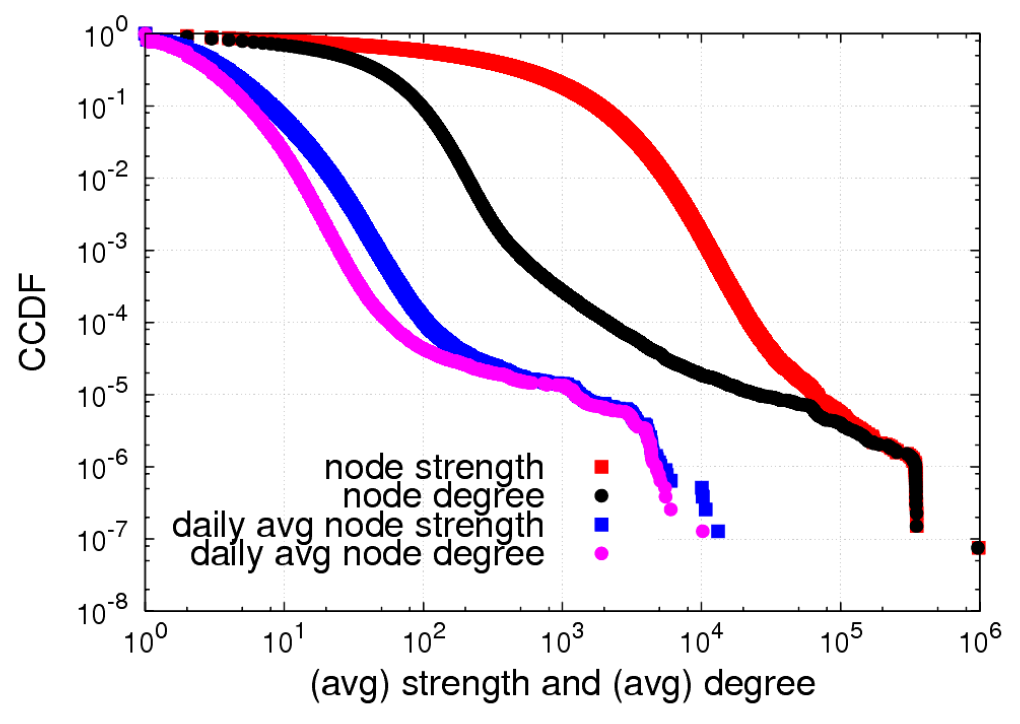 10^0
10^-1
10^-2
10^-3
10^-4
10^-5
10^-6
10^-7
10^-8
CCDF
node strength
node degree
daily avg node strength
daily avg node degree
10^0 10^1 10^2 10^3 10^4 10^5 10^6
(avg) strength and (avg) degree